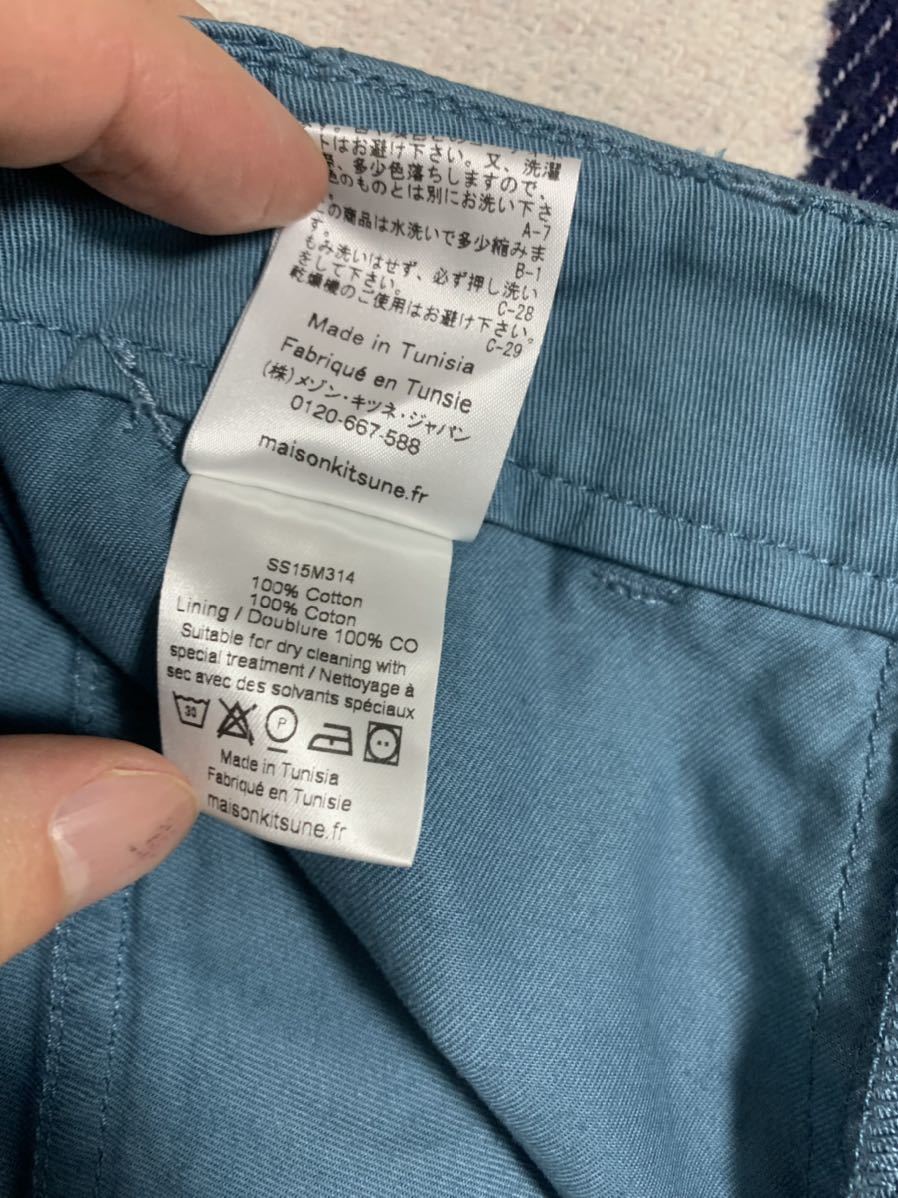 トはお避け下さい。又、洗濯
、多少色落ちしますので、
色のものとは別にお洗い下さ
A-7
の商品は水洗いで多少縮みま
す。
B-1
もみ洗いはせず、必ず押し洗い
をして下さい。
C-28
乾燥機のご使用はお避け下さい。
C-29
Made in Tunisia
Fabriqué en Tunsie
(株)メゾン・キツネ・ジャパン
0120-667-588
maisonkitsune.fr
SS15M314
100% Cotton
100% Coton
Lining / Doublure 100% CO
Suitable for dry cleaning with
special treatment / Nettoyage à
sec avec des solvants spéciaux
30
P
Made in Tunisia
Fabriqué en Tunisie
maisonkitsune.fr